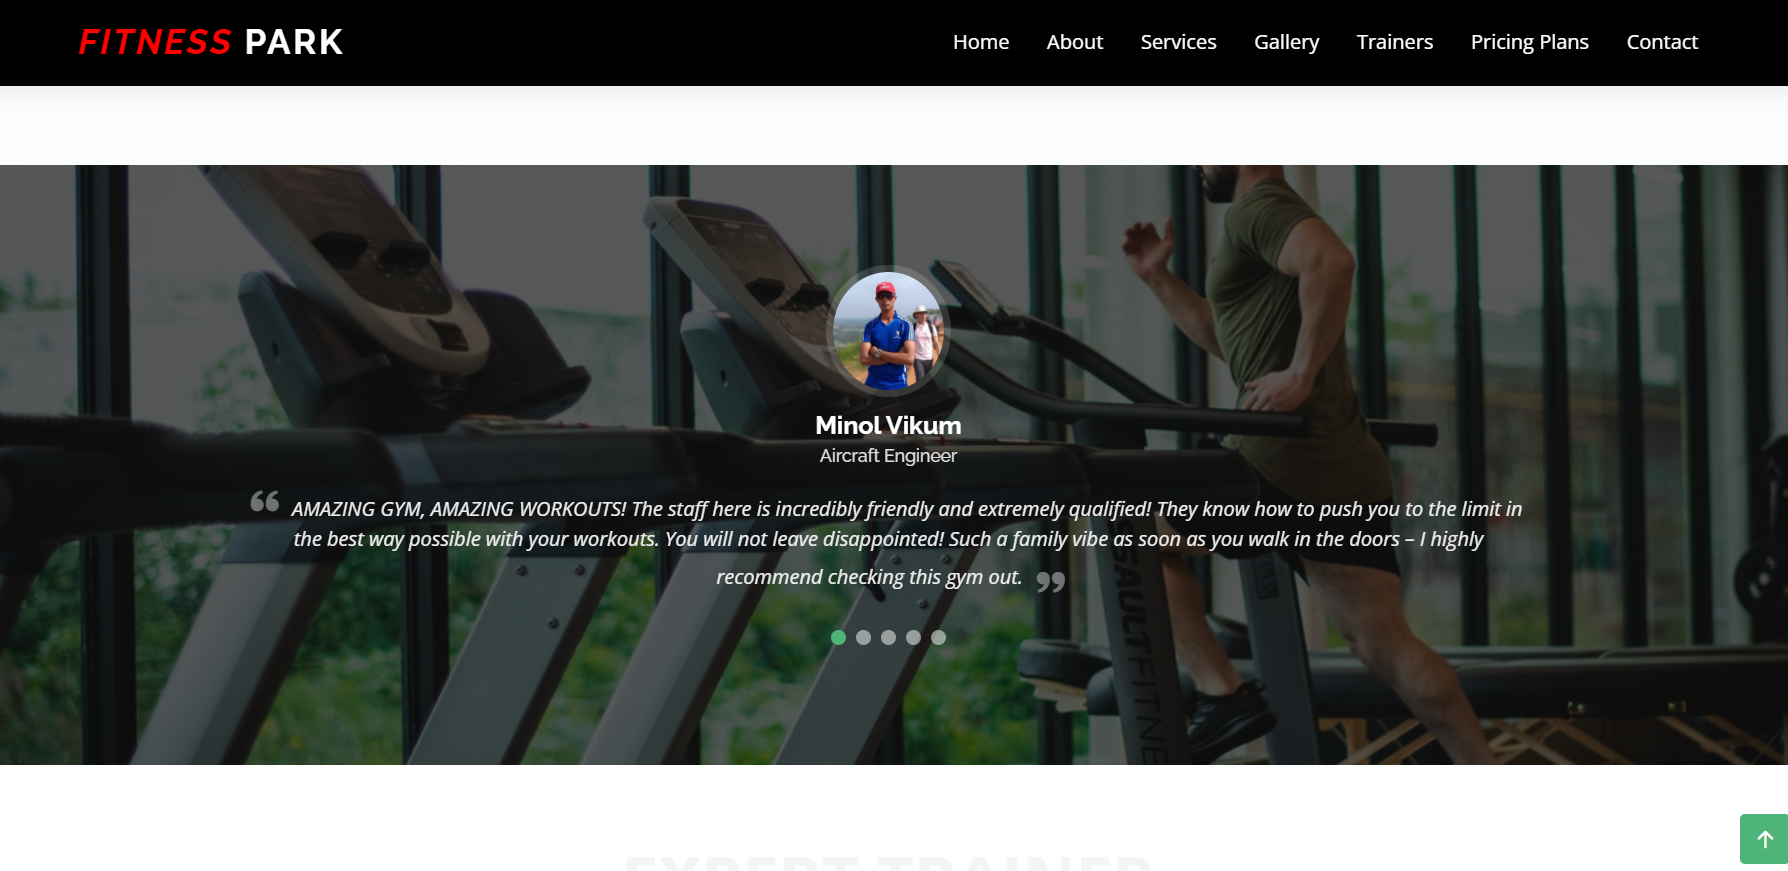 FITNESS PARK
Home About Services Gallery Trainers Pricing Plans Contact
Minol Vikum
Aircraft Engineer
“ AMAZING GYM, AMAZING WORKOUTS! The staff here is incredibly friendly and extremely qualified! They know how to push you to the limit in
the best way possible with your workouts. You will not leave disappointed! Such a family vibe as soon as you walk in the doors – I highly
recommend checking this gym out. ”
SAULTFITNE
EXPERT TRAINER